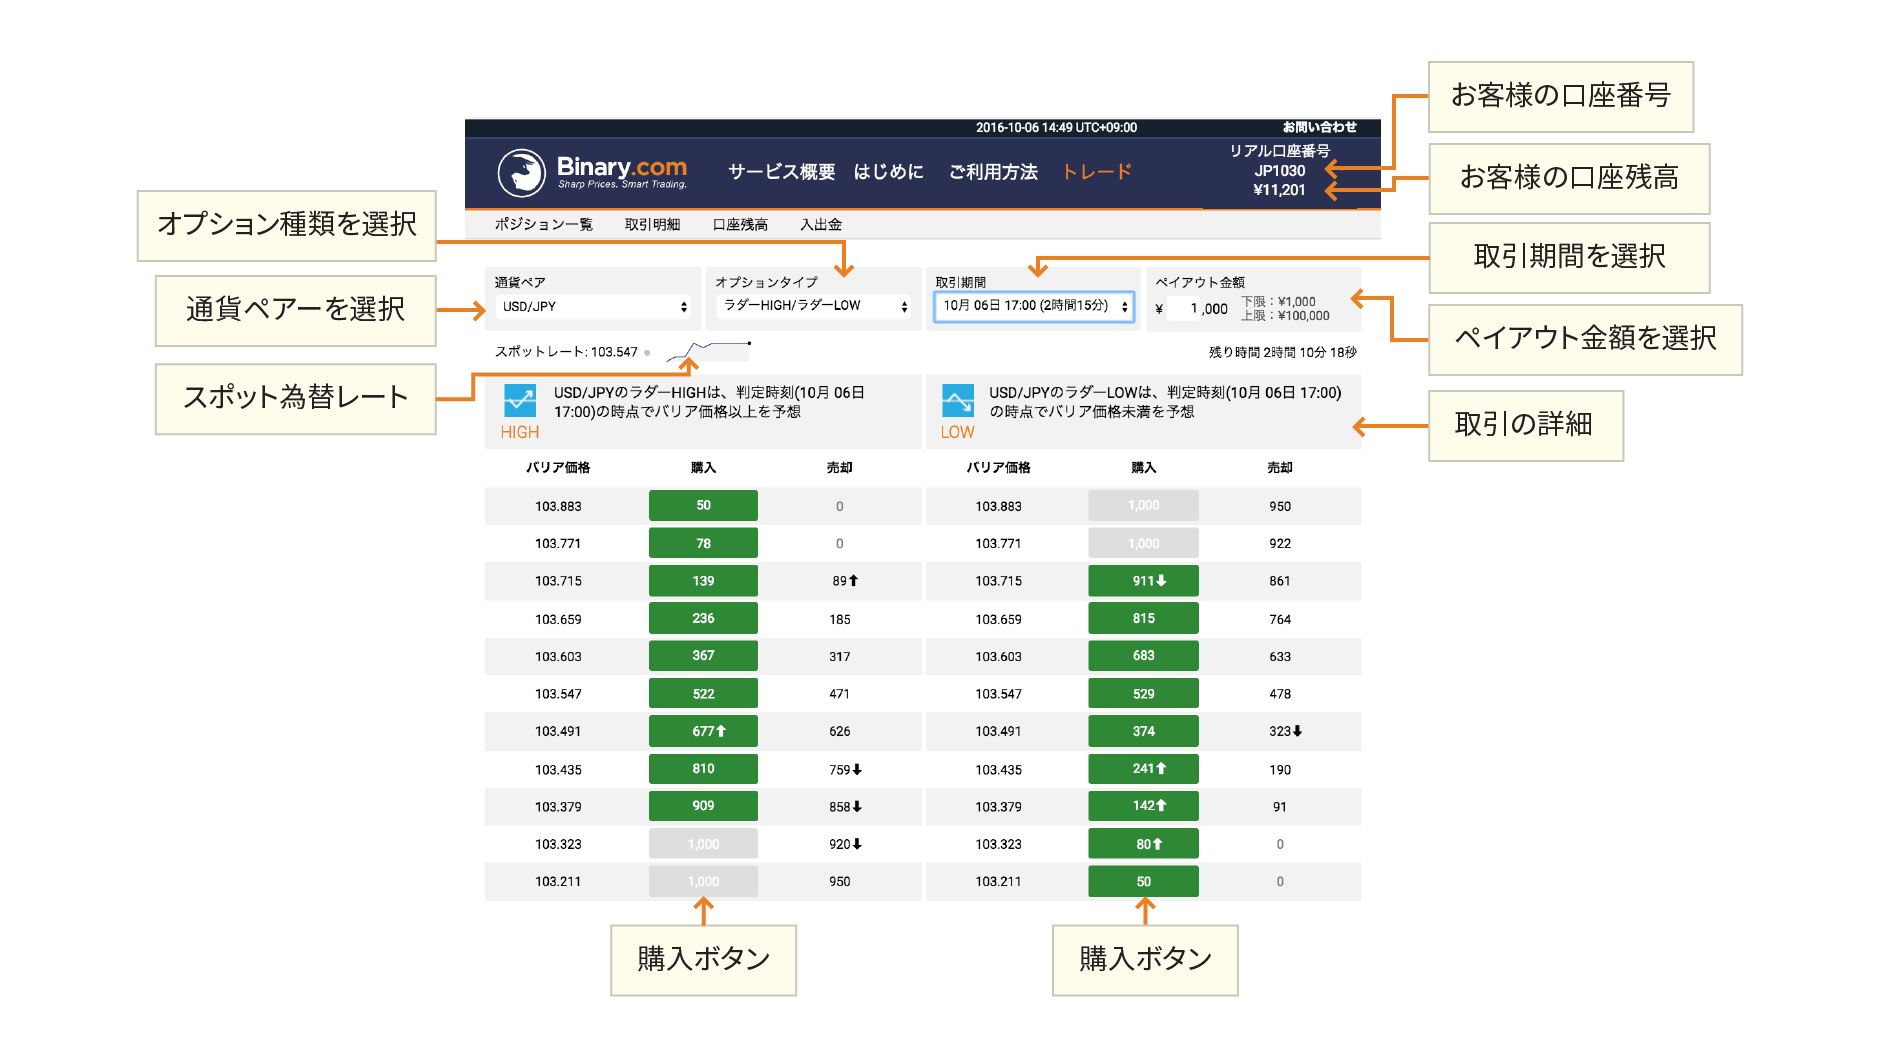 お客様の口座番号
2016-10-06 14:49 UTC+09:00 お問い合わせ
リアル口座番号
Binary.com サービス概要 はじめに ご利用方法 トレード JP1030
Sharp Prices. Smart Trading. ¥11,201
お客様の口座残高
オプション種類を選択
ポジション一覧 取引明細 口座残高 入出金
取引期間を選択
通貨ペア オプションタイプ 取引期間 ペイアウト金額
USD/JPY ラダーHIGH/ラダーLOW 10月 06日 17:00 (2時間15分) ¥ 1 ,000 下限：¥1,000
上限：¥100,000
通貨ペアーを選択
ペイアウト金額を選択
スポットレート: 103.547 残り時間 2時間 10分 18秒
スポット為替レート
USD/JPYのラダーHIGHは、判定時刻(10月 06日
17:00)の時点でバリア価格以上を予想
HIGH
USD/JPYのラダーLOWは、判定時刻(10月 06日 17:00)
の時点でバリア価格未満を予想
LOW
取引の詳細
バリア価格 購入 売却 バリア価格 購入 売却
103.883 50 0 103.883 1,000 950
103.771 78 0 103.771 1,000 922
103.715 139 89⬆ 103.715 911⬇ 861
103.659 236 185 103.659 815 764
103.603 367 317 103.603 683 633
103.547 522 471 103.547 529 478
103.491 677⬆ 626 103.491 374 323⬇
103.435 810 759⬇ 103.435 241⬆ 190
103.379 909 858⬇ 103.379 142⬆ 91
103.323 1,000 920⬇ 103.323 80⬆ 0
103.211 1,000 950 103.211 50 0
購入ボタン 購入ボタン